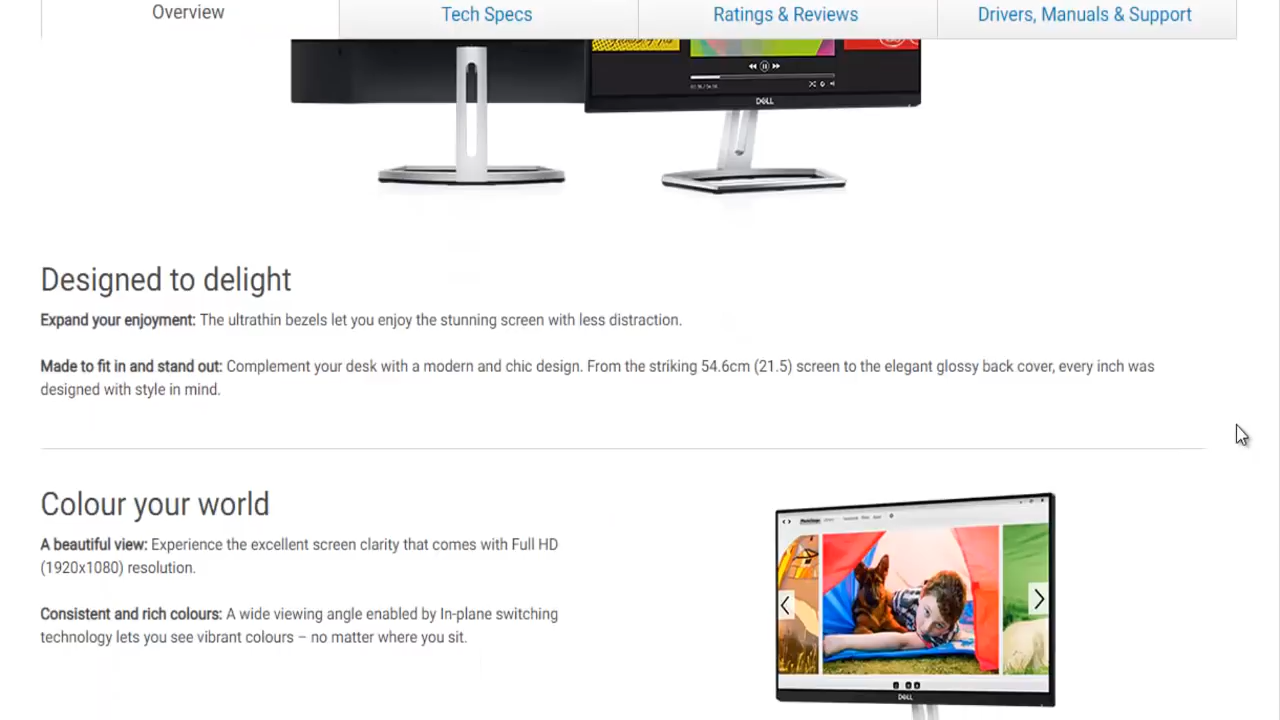 Overview
Tech Specs
Ratings & Reviews
Drivers, Manuals & Support
DELL
Designed to delight
Expand your enjoyment: The ultrathin bezels let you enjoy the stunning screen with less distraction.
Made to fit in and stand out: Complement your desk with a modern and chic design. From the striking 54.6cm (21.5) screen to the elegant glossy back cover, every inch was
designed with style in mind.
Colour your world
A beautiful view: Experience the excellent screen clarity that comes with Full HD
(1920x1080) resolution.
Consistent and rich colours: A wide viewing angle enabled by In-plane switching
technology lets you see vibrant colours – no matter where you sit.
DELL